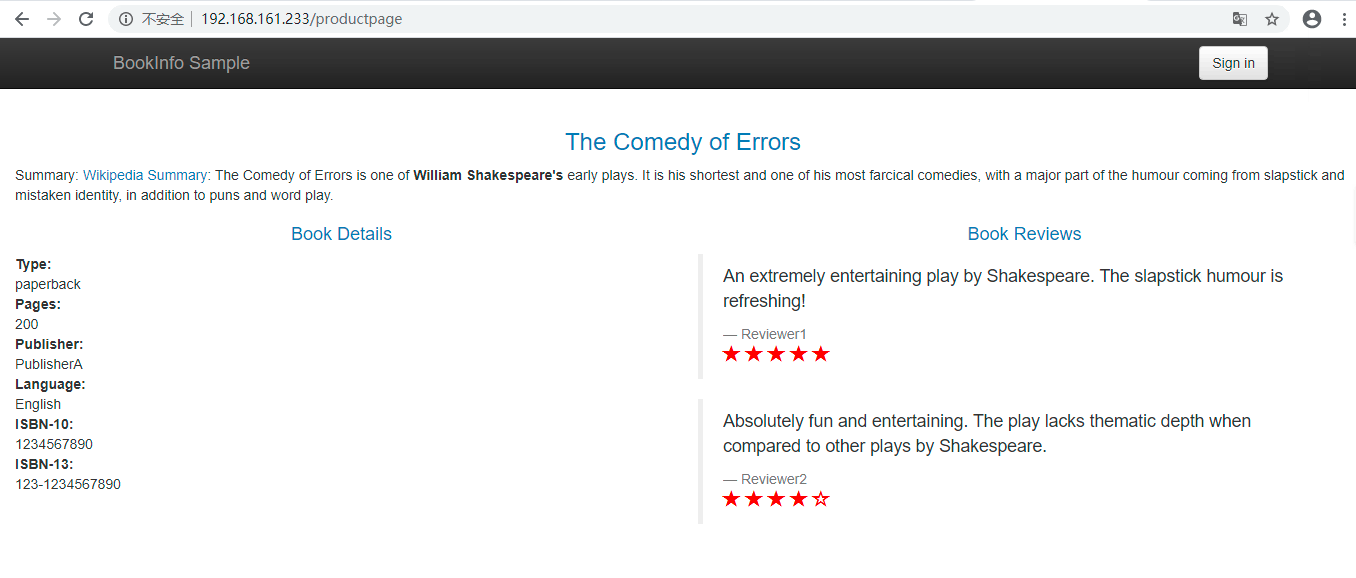 不安全 192.168.161.233/productpage
BookInfo Sample
Sign in
The Comedy of Errors
Summary: Wikipedia Summary: The Comedy of Errors is one of William Shakespeare's early plays. It is his shortest and one of his most farcical comedies, with a major part of the humour coming from slapstick and
mistaken identity, in addition to puns and word play.
Book Details
Type:
paperback
Pages:
200
Publisher:
PublisherA
Language:
English
ISBN-10:
1234567890
ISBN-13:
123-1234567890
Book Reviews
An extremely entertaining play by Shakespeare. The slapstick humour is
refreshing!
— Reviewer1
Absolutely fun and entertaining. The play lacks thematic depth when
compared to other plays by Shakespeare.
— Reviewer2